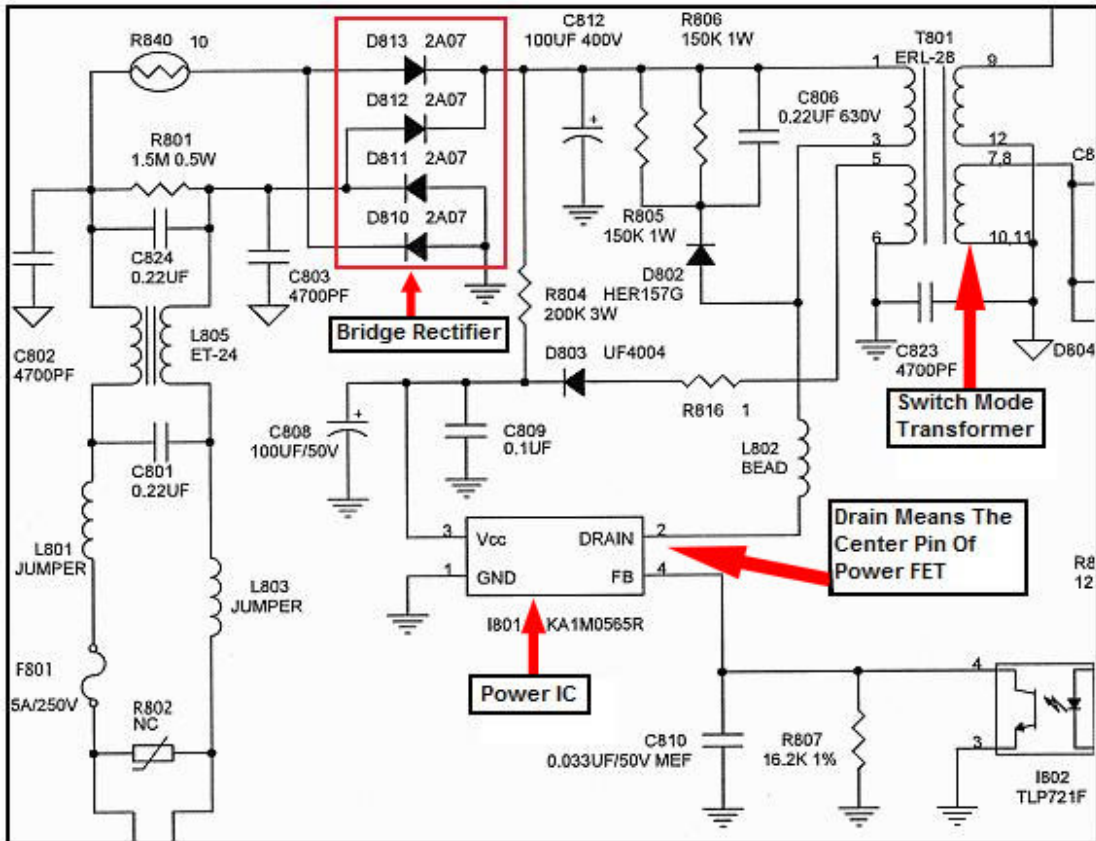 R840 10
D813 2A07
D812 2A07
D811 2A07
D810 2A07
Bridge Rectifier
C812
100UF 400V
R806
150K 1W
C806
0.22UF 630V
R805
150K 1W
T801
ERL-28
1
3
5
6
9
12
7,8
10,11
C8
R801
1.5M 0.5W
C824
0.22UF
C803
4700PF
C802
4700PF
L805
ET-24
R804
200K 3W
D802
HER157G
D803 UF4004
R816 1
C823
4700PF
D804
Switch Mode
Transformer
C808
100UF/50V
+
+
C809
0.1UF
L802
BEAD
C801
0.22UF
L801
JUMPER
L803
JUMPER
F801
5A/250V
R802
NC
3 Vcc DRAIN 2
1 GND FB 4
I801 KA1M0565R
Power IC
Drain Means The
Center Pin Of
Power FET
R8
12
C810
0.033UF/50V MEF
R807
16.2K 1%
4
3
I802
TLP721F